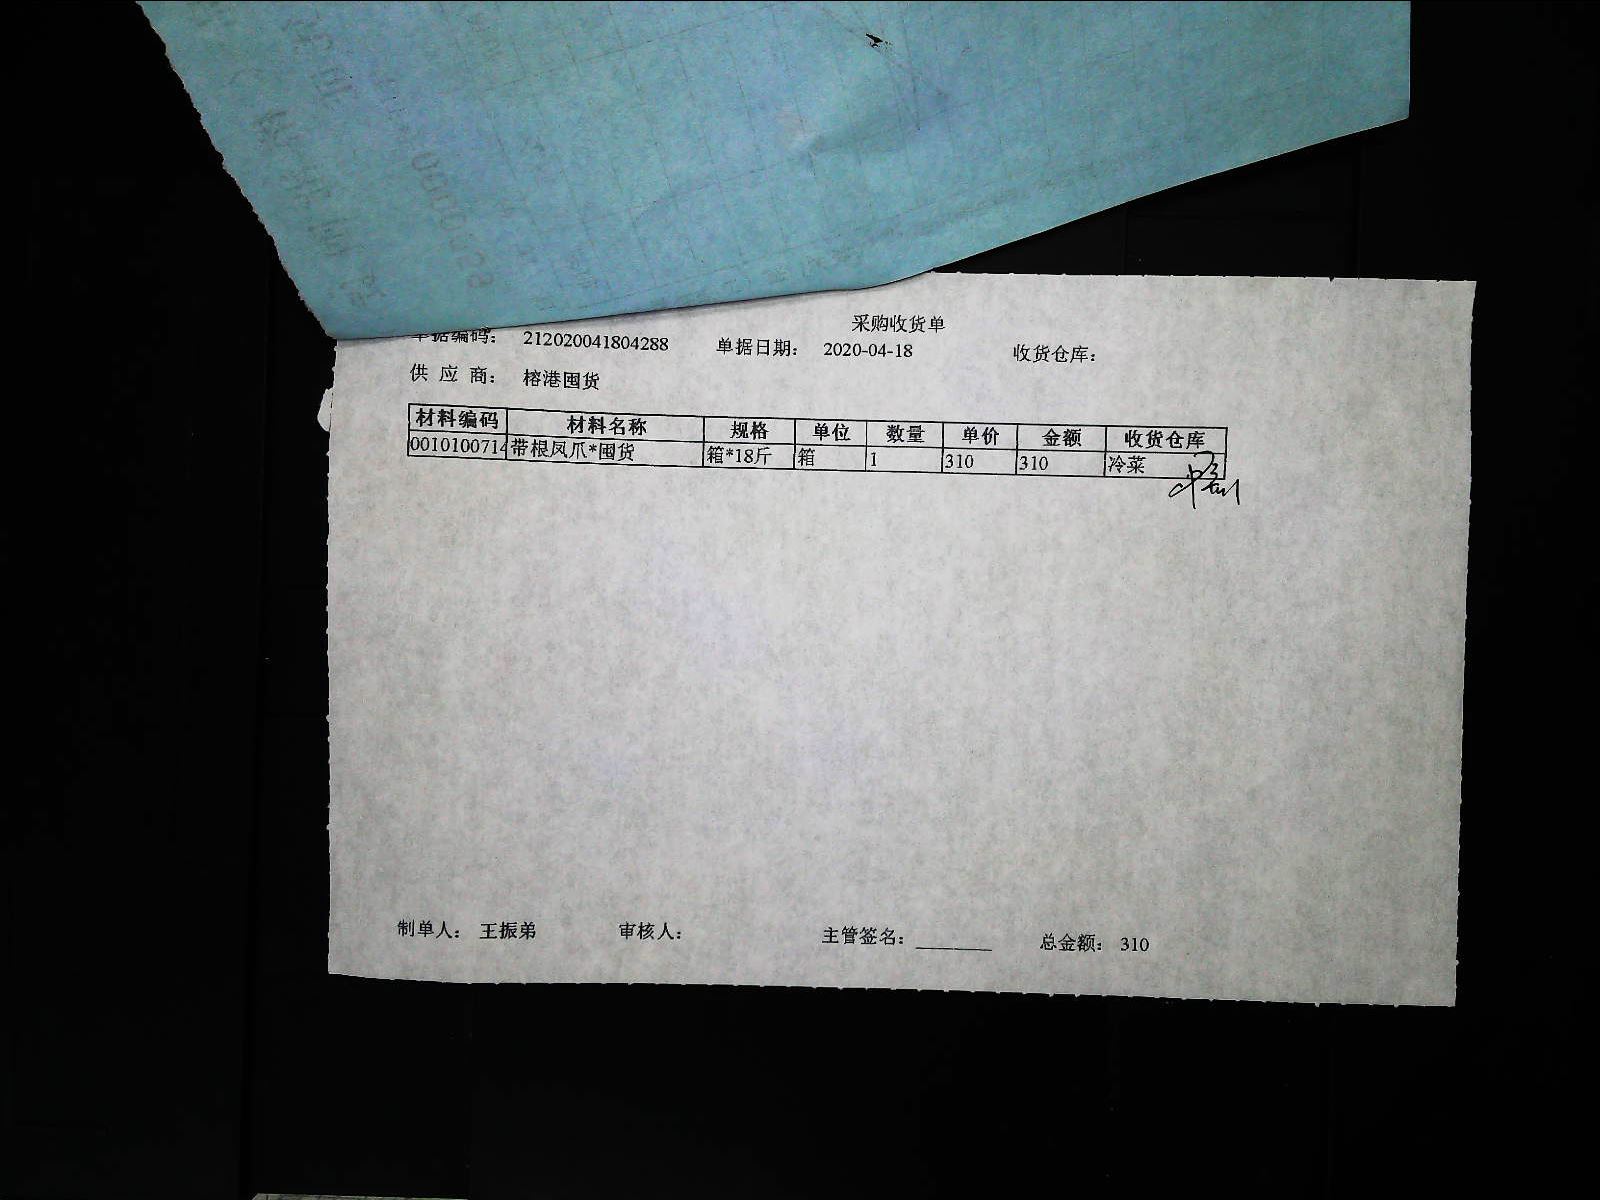 采购收货单
单据编码： 212020041804288 单据日期： 2020-04-18 收货仓库：
供 应 商： 榕港囤货
材料编码 材料名称 规格 单位 数量 单价 金额 收货仓库
0010100714 带根凤爪*囤货 箱*18斤 箱 1 310 310 冷菜
制单人： 王振弟 审核人： 主管签名： 总金额： 310